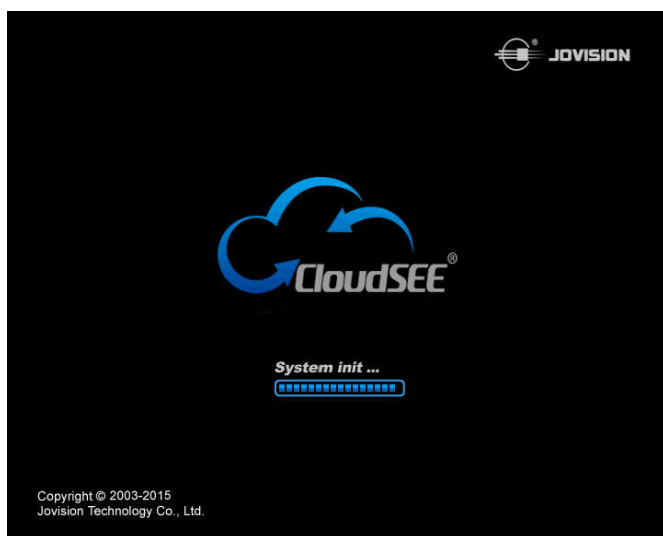 ® JOVISION
CloudSEE®
System init ...
Copyright © 2003-2015
Jovision Technology Co., Ltd.